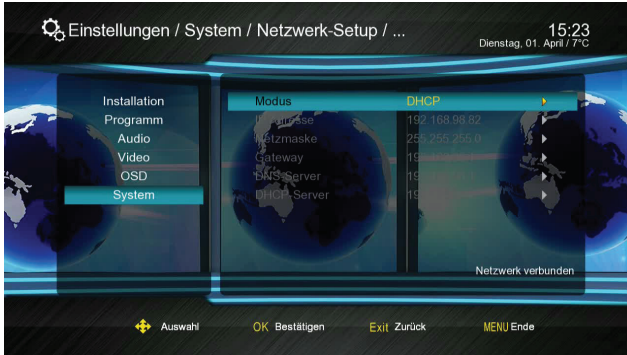 Einstellungen / System / Netzwerk-Setup / ...
15:23
Dienstag, 01. April / 7°C
Installation
Programm
Audio
Video
OSD
System
Modus DHCP
192.168.98.82
Netzmaske 255.255.255.0
Gateway
DNS-Server
DHCP-Server
Netzwerk verbunden
Auswahl OK Bestätigen Exit Zurück MENU Ende